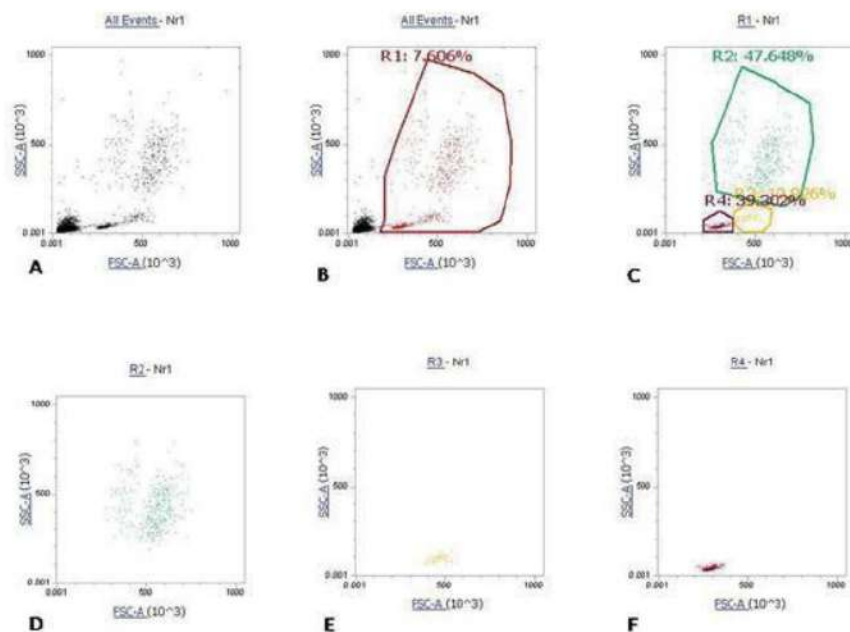 All Events - Nr1
1000
500
0.001
SSC-A (10^3)
0.001 500 1000
FSC-A (10^3)
A
All Events - Nr1
R1: 7.606%
1000
500
0.001
SSC-A (10^3)
0.001 500 1000
FSC-A (10^3)
B
R1 - Nr1
R2: 47.648%
R4: 39.302%
1000
500
0.001
SSC-A (10^3)
0.001 500 1000
FSC-A (10^3)
C
R2 - Nr1
1000
500
0.001
SSC-A (10^3)
0.001 500 1000
FSC-A (10^3)
D
R3 - Nr1
1000
500
0.001
SSC-A (10^3)
0.001 500 1000
FSC-A (10^3)
E
R4 - Nr1
1000
500
0.001
SSC-A (10^3)
0.001 500 1000
FSC-A (10^3)
F